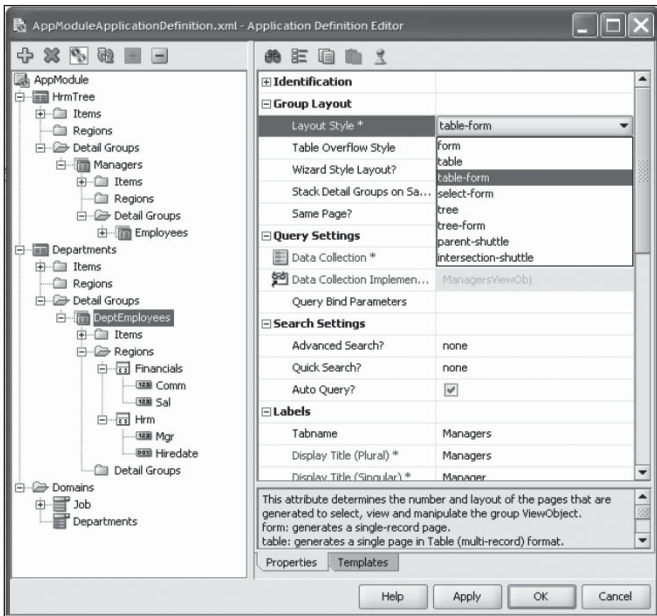 AppModuleApplicationDefinition.xml - Application Definition Editor
AppModule
HrmTree
Items
Regions
Detail Groups
Managers
Items
Regions
Detail Groups
Employees
Departments
Items
Regions
Detail Groups
DeptEmployees
Items
Regions
Financials
Comm
Sal
Hrm
Mgr
Hiredate
Detail Groups
Domains
Job
Departments
Identification
Group Layout
Layout Style * table-form
Table Overflow Style
Wizard Style Layout?
Stack Detail Groups on Sa...
Same Page?
form
table
table-form
select-form
tree
tree-form
parent-shuttle
intersection-shuttle
Query Settings
Data Collection *
Data Collection Implemen... ManagersViewObj
Query Bind Parameters
Search Settings
Advanced Search? none
Quick Search? none
Auto Query?
Labels
Tabname Managers
Display Title (Plural) * Managers
Display Title (Singular) * Manager
This attribute determines the number and layout of the pages that are
generated to select, view and manipulate the group ViewObject.
form: generates a single-record page.
table: generates a single page in Table (multi-record) format.
Properties Templates
Help Apply OK Cancel